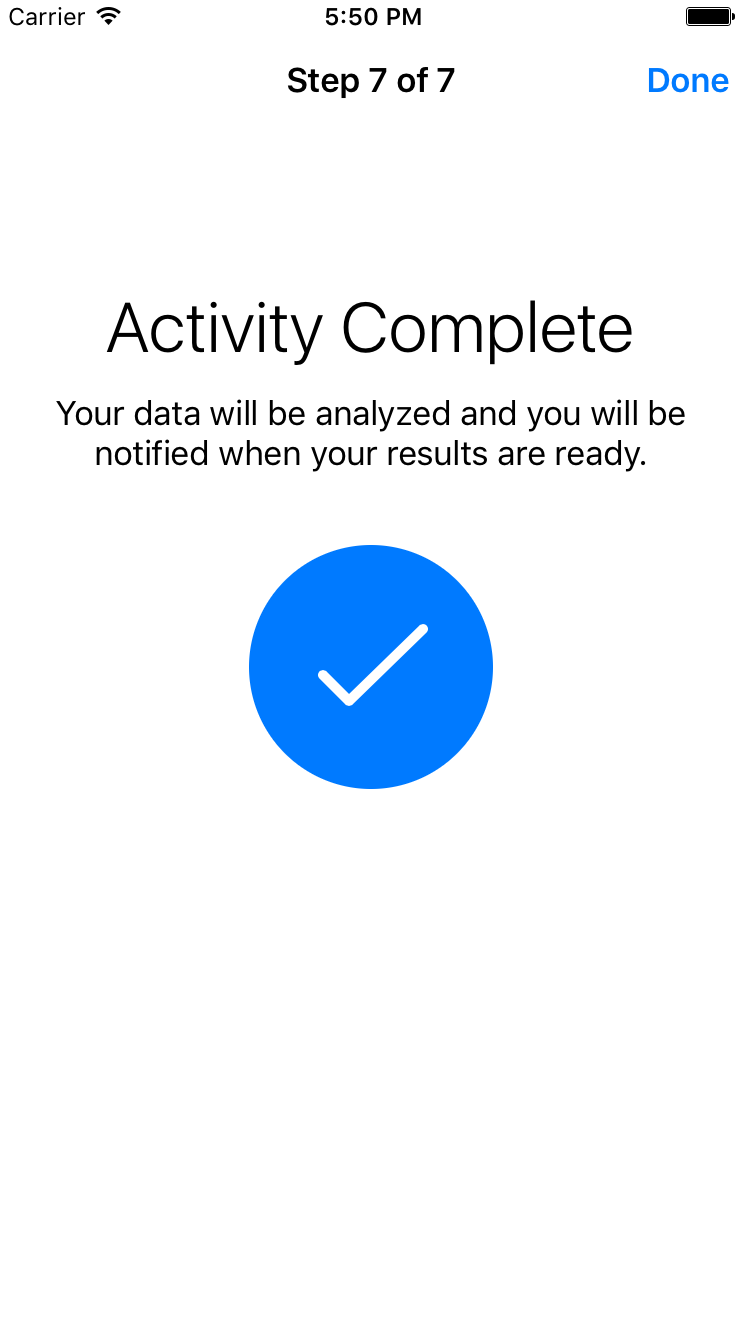 Carrier 5:50 PM
Step 7 of 7 Done
Activity Complete
Your data will be analyzed and you will be
notified when your results are ready.